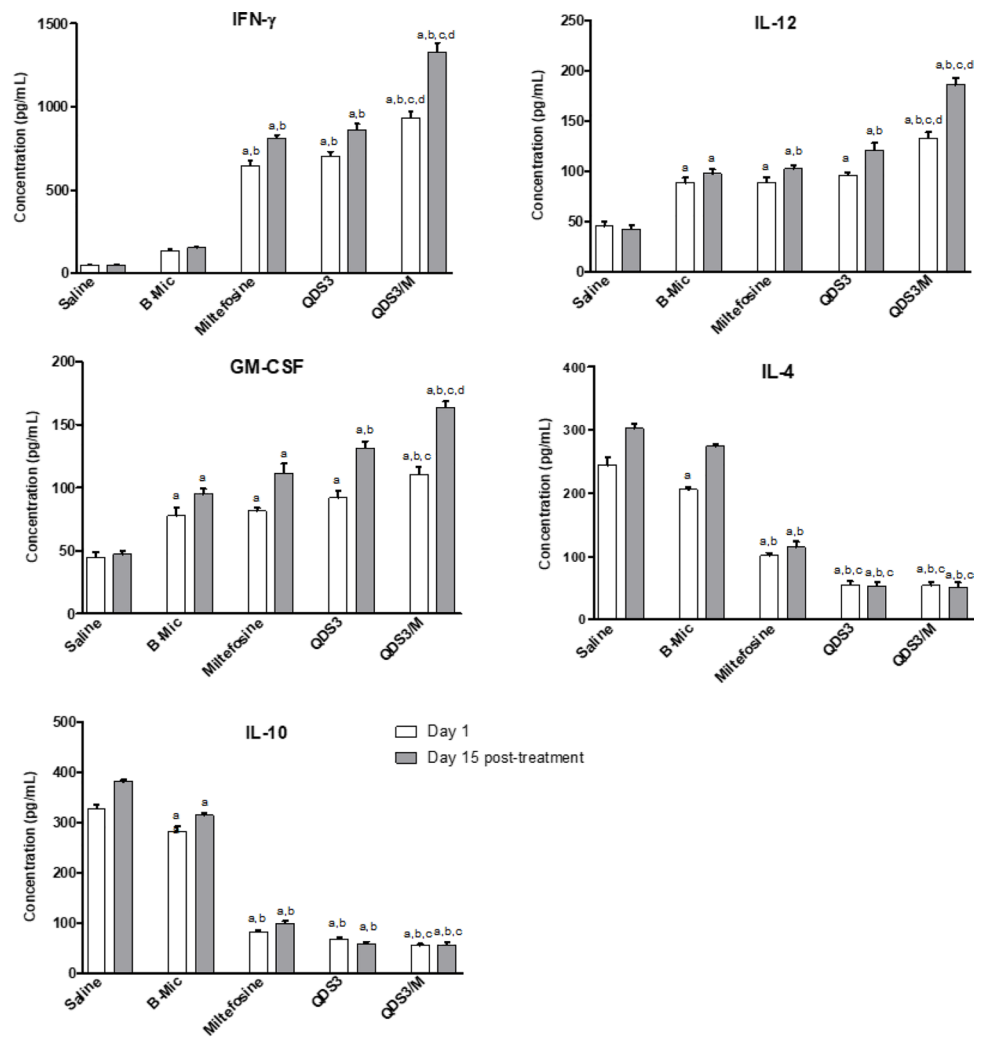 IFN-γ
Concentration (pg/mL)
1500
1000
500
0
a,b
a,b
a,b
a,b
a,b,c,d
a,b,c,d
Saline
B-Mic
Miltefosine
QDS3
QDS3/M
IL-12
Concentration (pg/mL)
250
200
150
100
50
0
a
a
a
a,b
a
a,b
a,b,c,d
a,b,c,d
Saline
B-Mic
Miltefosine
QDS3
QDS3/M
GM-CSF
Concentration (pg/mL)
200
150
100
50
0
a
a
a
a
a
a,b
a,b,c
a,b,c,d
Saline
B-Mic
Miltefosine
QDS3
QDS3/M
IL-4
Concentration (pg/mL)
400
300
200
100
0
a
a,b
a,b
a,b,c
a,b,c
a,b,c
a,b,c
Saline
B-Mic
Miltefosine
QDS3
QDS3/M
IL-10
Concentration (pg/mL)
500
400
300
200
100
0
a
a
a,b
a,b
a,b
a,b
a,b,c
a,b,c
Saline
B-Mic
Miltefosine
QDS3
QDS3/M
Day 1
Day 15 post-treatment